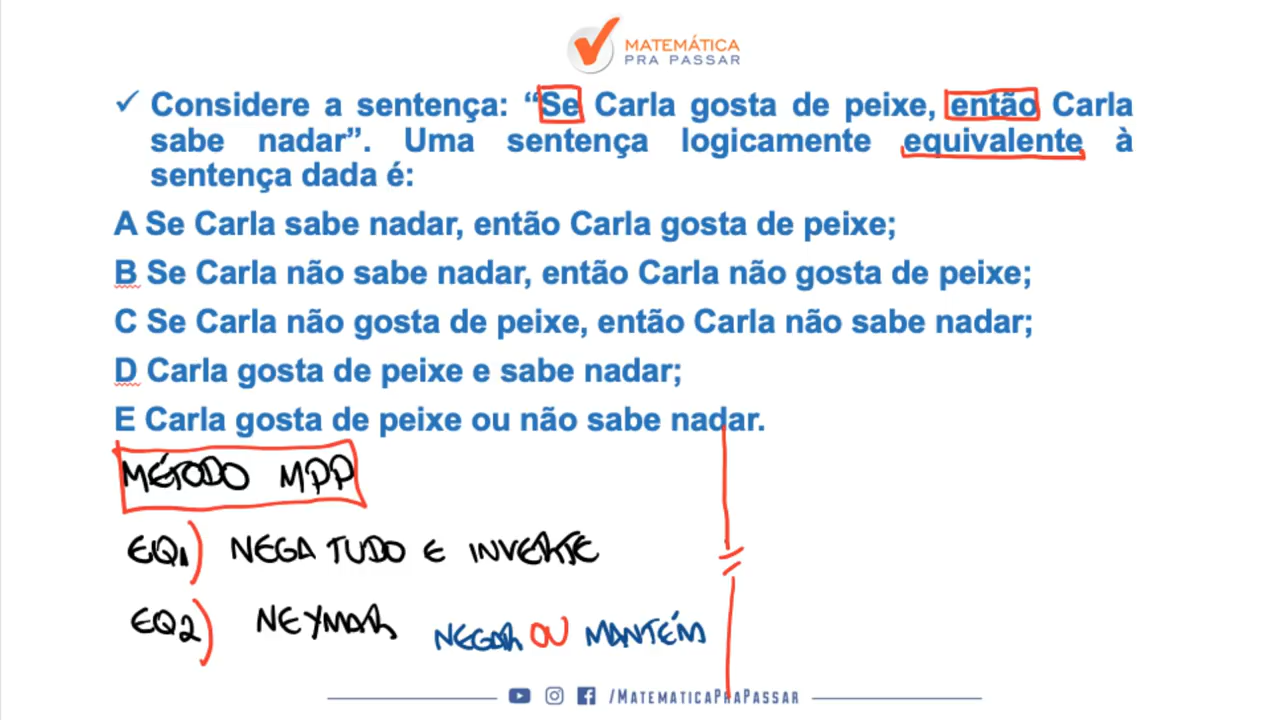 MATEMÁTICA
PRA PASSAR
✓ Considere a sentença: “Se Carla gosta de peixe, então Carla
sabe nadar”. Uma sentença logicamente equivalente à
sentença dada é:
A Se Carla sabe nadar, então Carla gosta de peixe;
B Se Carla não sabe nadar, então Carla não gosta de peixe;
C Se Carla não gosta de peixe, então Carla não sabe nadar;
D Carla gosta de peixe e sabe nadar;
E Carla gosta de peixe ou não sabe nadar.
MÉTODO MPP
EQ1) NEGA TUDO E INVERTE
EQ2) NEYMAR NEGAR OU MANTÉM
/MATEMATICAPRAPASSAR